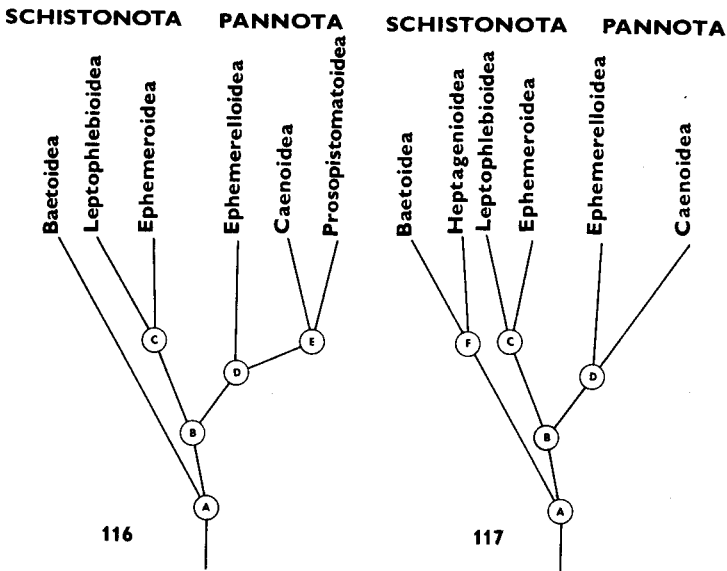 SCHISTONOTA PANNOTA
Baetoidea
Leptophlebioidea
Ephemeroidea
Ephemerelloidea
Caenoidea
Prosopistomatoidea
C
E
D
B
A
116
SCHISTONOTA PANNOTA
Baetoidea
Heptagenioidea
Leptophlebioidea
Ephemeroidea
Ephemerelloidea
Caenoidea
F
C
D
B
A
117